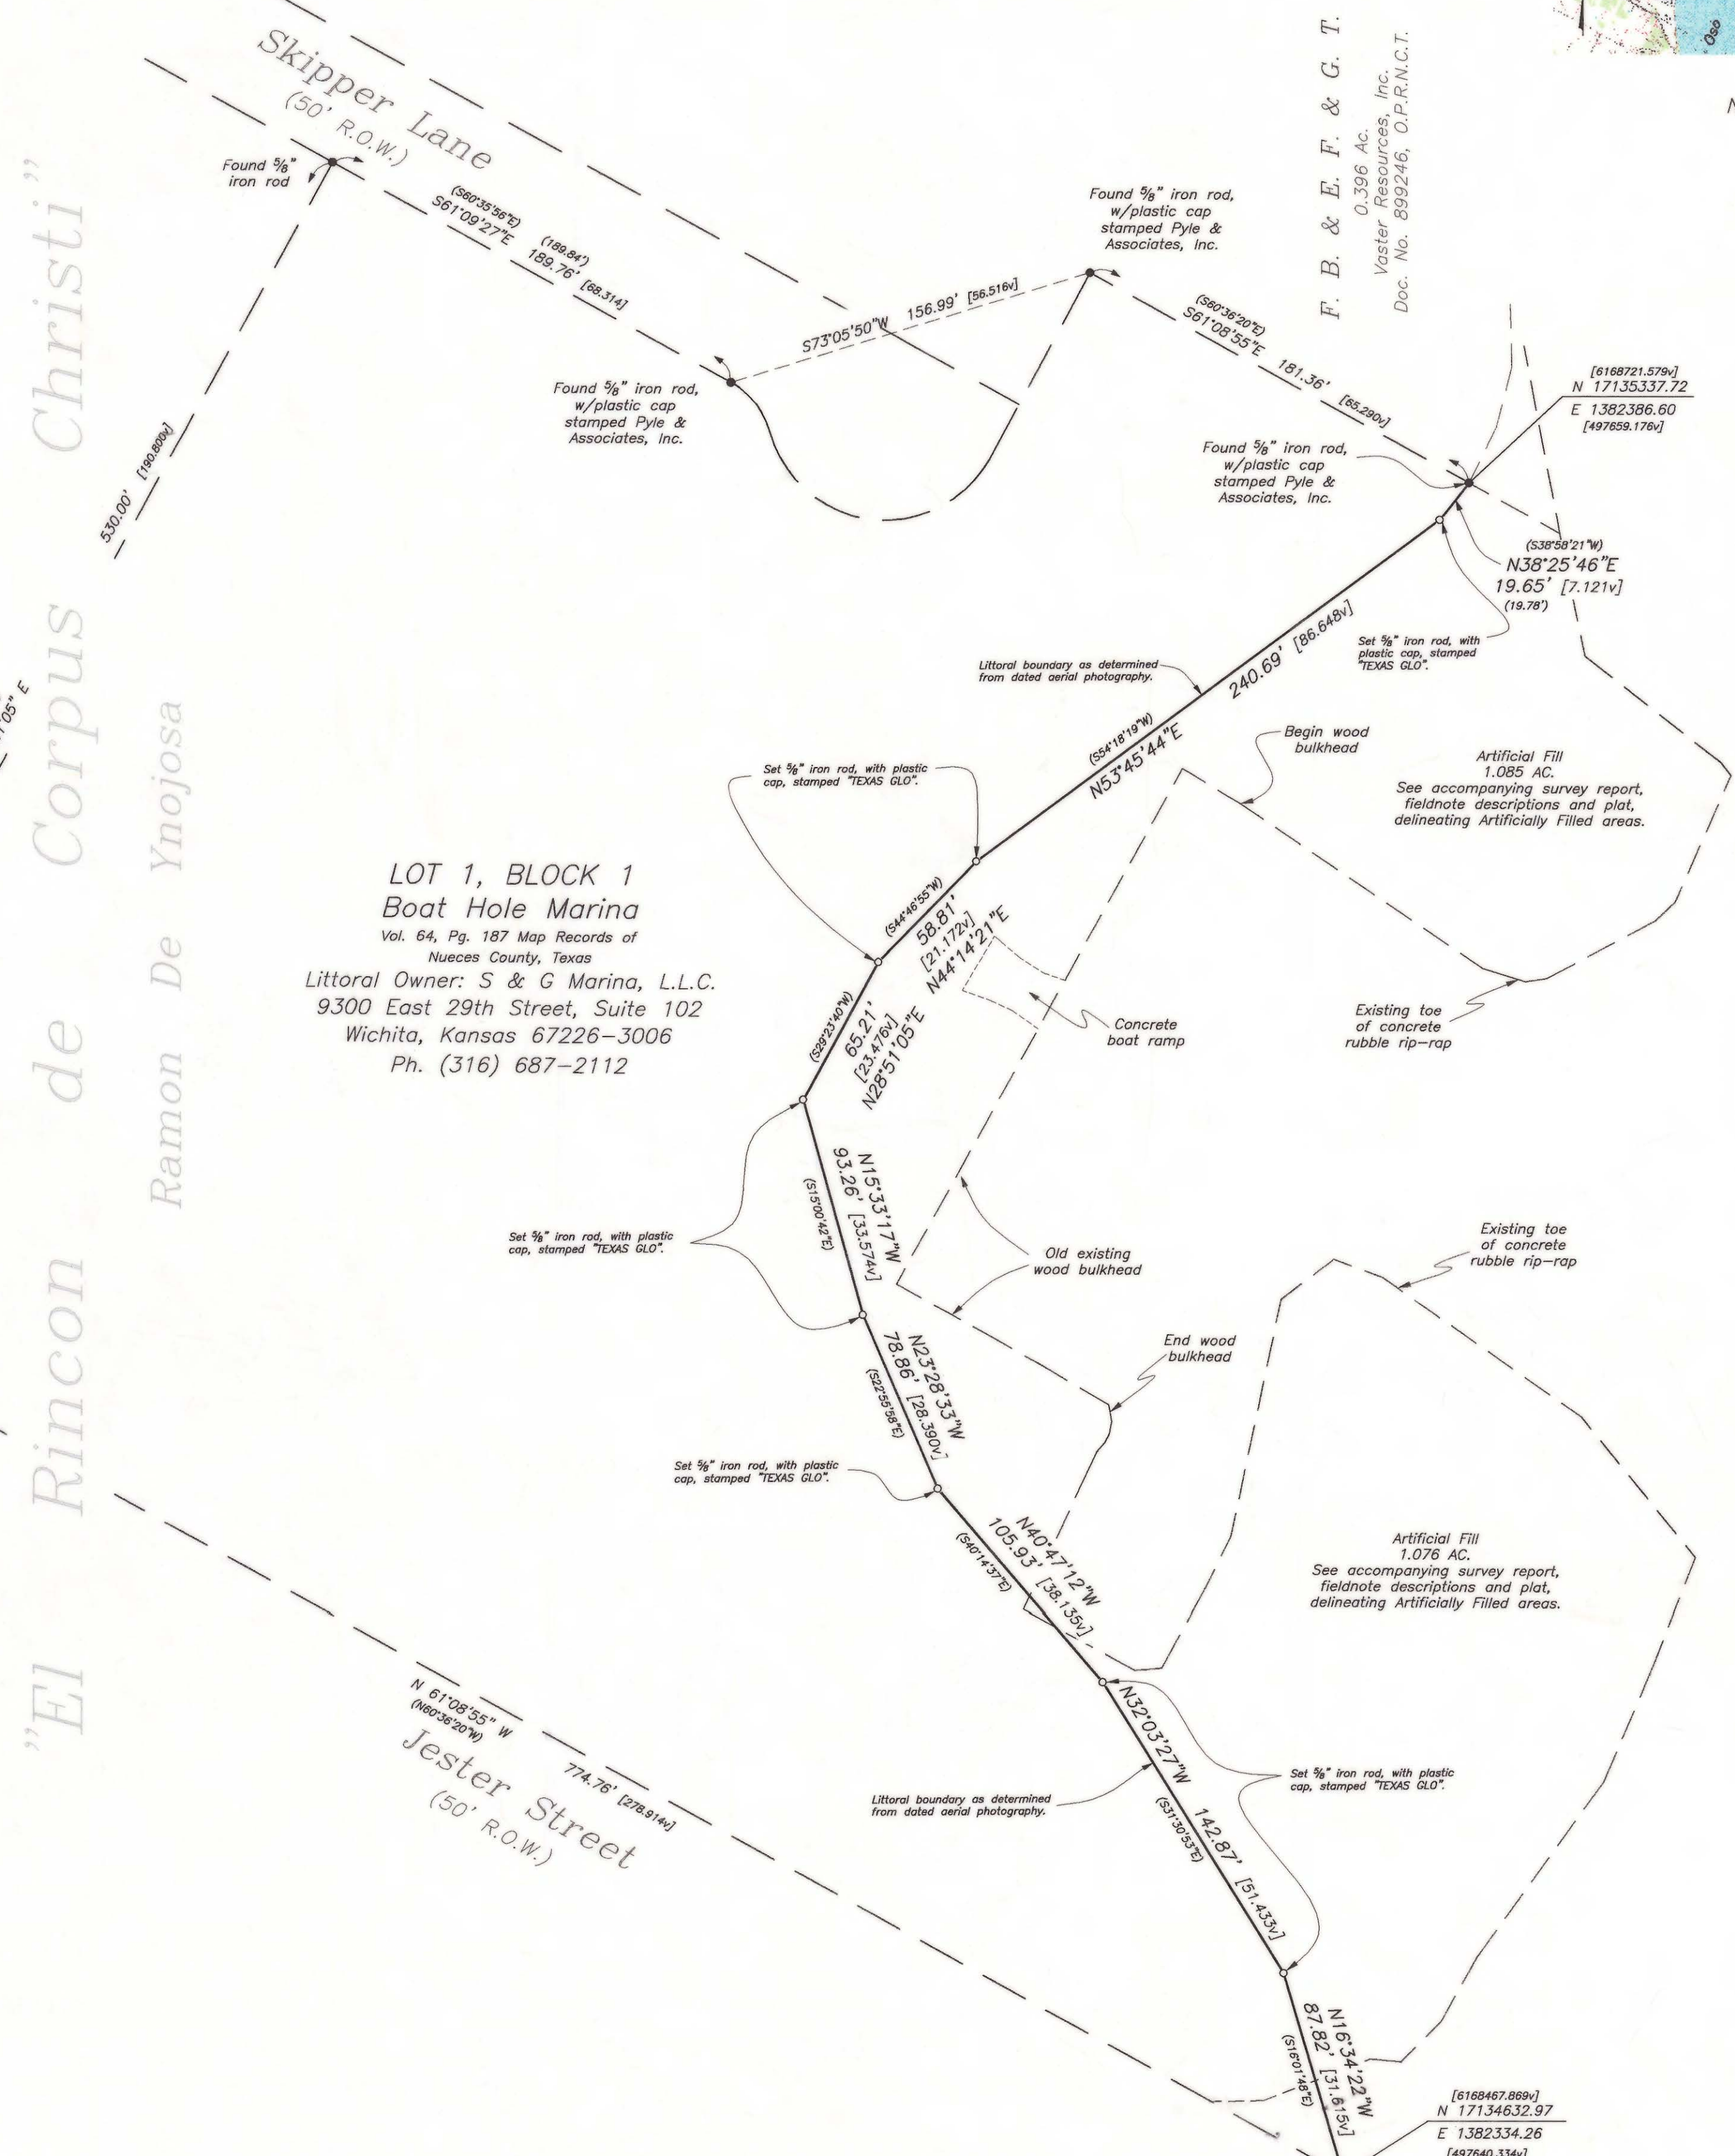 Oso
Skipper Lane
(50' R.O.W.)
Found ⅝"
iron rod
(S60°35'56"E)
S61°09'27"E
(189.84')
189.76' [68.314]
Found ⅝" iron rod,
w/plastic cap
stamped Pyle &
Associates, Inc.
F. B. & E. F. & G. T.
0.396 Ac.
Vaster Resources, Inc.
Doc. No. 899246, O.P.R.N.C.T.
S73°05'50"W 156.99' [56.516v]
(S60°36'20"E)
S61°08'55"E 181.36' [65.290v]
Found ⅝" iron rod,
w/plastic cap
stamped Pyle &
Associates, Inc.
[6168721.579v]
N 17135337.72
E 1382386.60
[497659.176v]
Found ⅝" iron rod,
w/plastic cap
stamped Pyle &
Associates, Inc.
530.00' [190.800v]
(S38°58'21"W)
N38°25'46"E
19.65' [7.121v]
(19.78')
Set ⅝" iron rod, with
plastic cap, stamped
"TEXAS GLO".
Littoral boundary as determined
from dated aerial photography.
240.69' [86.648v]
(S54°18'19"W)
N53°45'44"E
05" E
Begin wood
bulkhead
Artificial Fill
1.085 AC.
See accompanying survey report,
fieldnote descriptions and plat,
delineating Artificially Filled areas.
Set ⅝" iron rod, with plastic
cap, stamped "TEXAS GLO".
LOT 1, BLOCK 1
Boat Hole Marina
Vol. 64, Pg. 187 Map Records of
Nueces County, Texas
Littoral Owner: S & G Marina, L.L.C.
9300 East 29th Street, Suite 102
Wichita, Kansas 67226-3006
Ph. (316) 687-2112
(S44°46'55"W)
58.81'
[21.172v]
N44°14'21"E
(S29°23'40"W)
65.21'
[23.476v]
N28°51'05"E
Concrete
boat ramp
Existing toe
of concrete
rubble rip-rap
"El Rincon de Corpus Christi"
Ramon De Ynojosa
N15°33'17"W
93.26' [33.574v]
(S15°00'42"E)
Set ⅝" iron rod, with plastic
cap, stamped "TEXAS GLO".
Old existing
wood bulkhead
Existing toe
of concrete
rubble rip-rap
End wood
bulkhead
N23°28'33"W
78.86' [28.390v]
(S22°55'58"E)
Set ⅝" iron rod, with plastic
cap, stamped "TEXAS GLO".
N40°47'12"W
105.93' [38.135v]
(S40°14'37"E)
Artificial Fill
1.076 AC.
See accompanying survey report,
fieldnote descriptions and plat,
delineating Artificially Filled areas.
N 61°08'55" W
(N60°36'20"W)
774.76' [278.914v]
Jester Street
(50' R.O.W.)
Littoral boundary as determined
from dated aerial photography.
N32°03'27"W
142.87' [51.433v]
(S31°30'53"E)
Set ⅝" iron rod, with plastic
cap, stamped "TEXAS GLO".
N16°34'22"W
87.82' [31.615v]
(S16°01'48"E)
[6168467.869v]
N 17134632.97
E 1382334.26
[497640.334v]